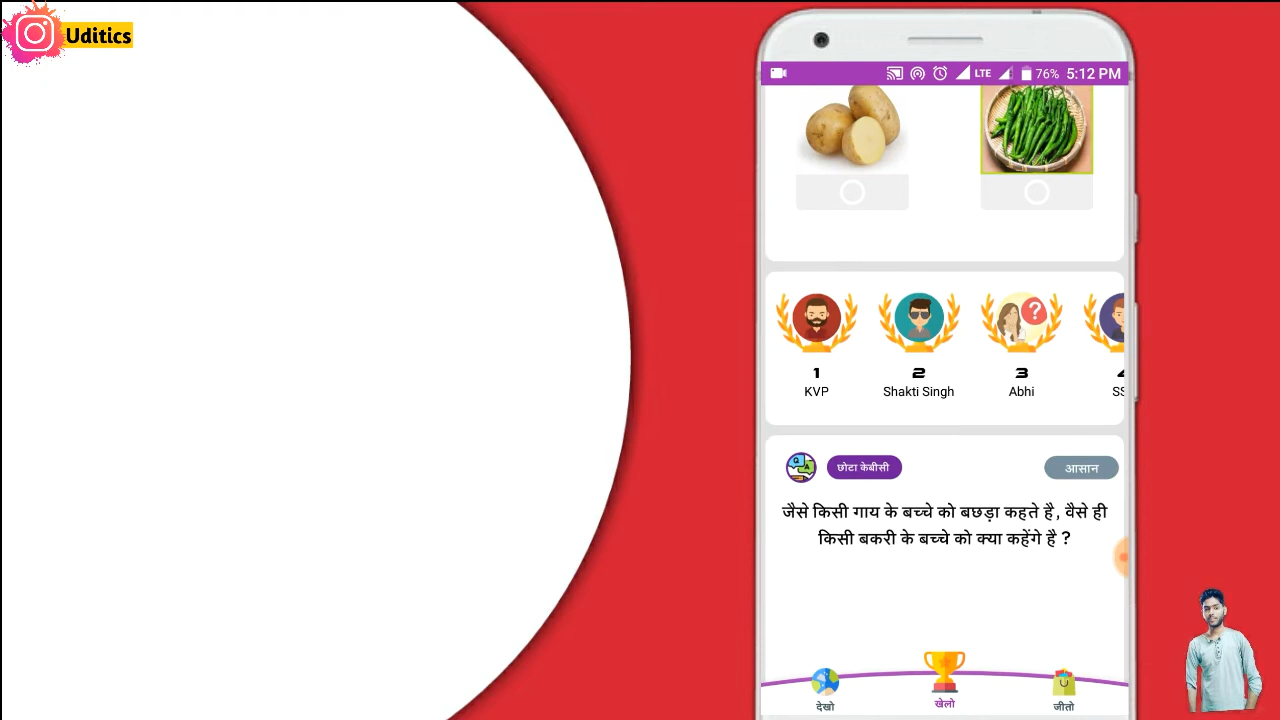 Uditics
LTE 76% 5:12 PM
1
2
3
KVP
Shakti Singh
Abhi
छोटा केबीसी
आसान
जैसे किसी गाय के बच्चे को बछड़ा कहते है, वैसे ही
किसी बकरी के बच्चे को क्या कहेंगे है ?
देखो
खेलो
जीतो